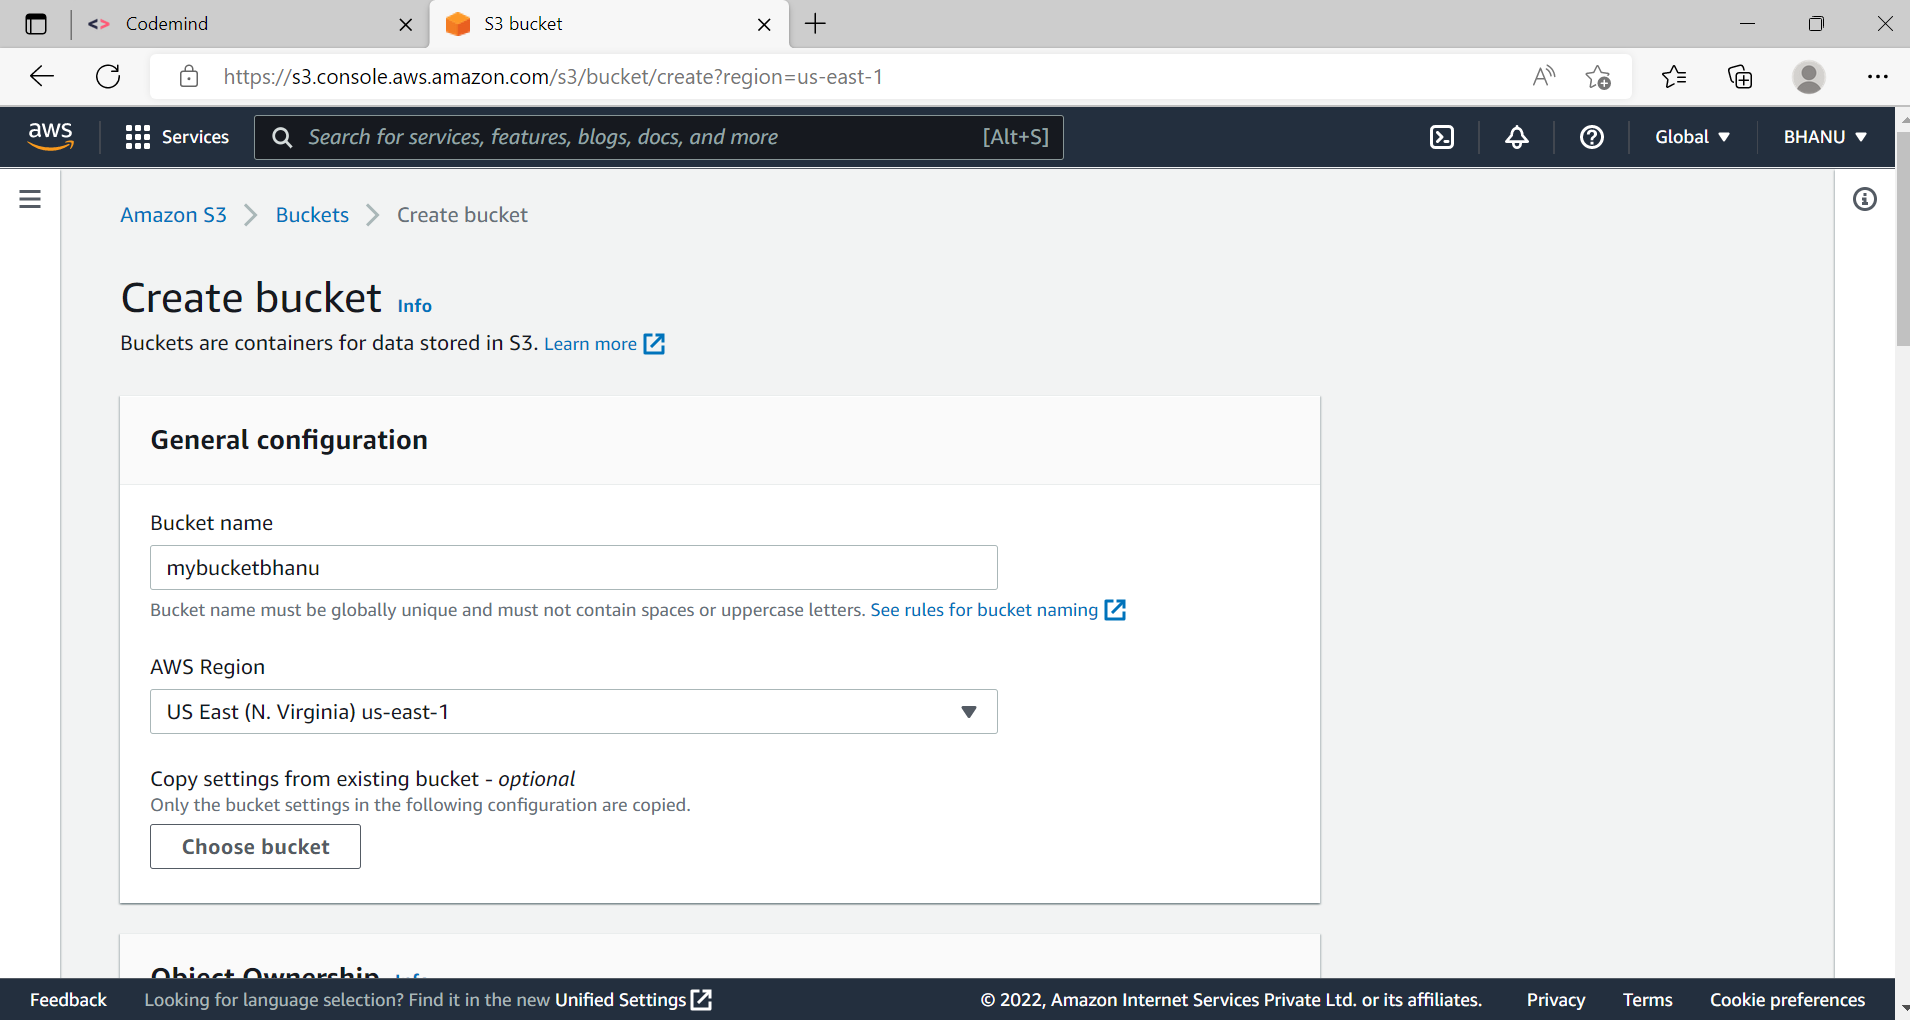 Codemind
S3 bucket
https://s3.console.aws.amazon.com/s3/bucket/create?region=us-east-1
aws
Services
Search for services, features, blogs, docs, and more
[Alt+S]
Global
BHANU
Amazon S3 > Buckets > Create bucket
Create bucket Info
Buckets are containers for data stored in S3. Learn more
General configuration
Bucket name
mybucketbhanu
Bucket name must be globally unique and must not contain spaces or uppercase letters. See rules for bucket naming
AWS Region
US East (N. Virginia) us-east-1
Copy settings from existing bucket - optional
Only the bucket settings in the following configuration are copied.
Choose bucket
Object Ownership Info
Feedback
Looking for language selection? Find it in the new Unified Settings
© 2022, Amazon Internet Services Private Ltd. or its affiliates.
Privacy
Terms
Cookie preferences